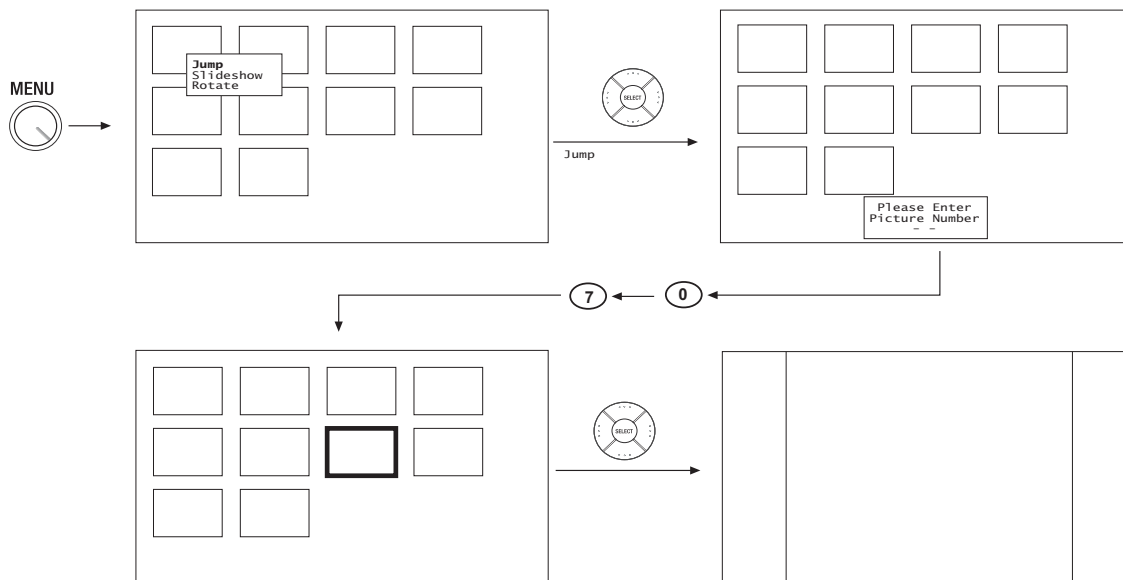 MENU
Jump
Slideshow
Rotate
SELECT
Jump
Please Enter
Picture Number
_ _
7
0
SELECT